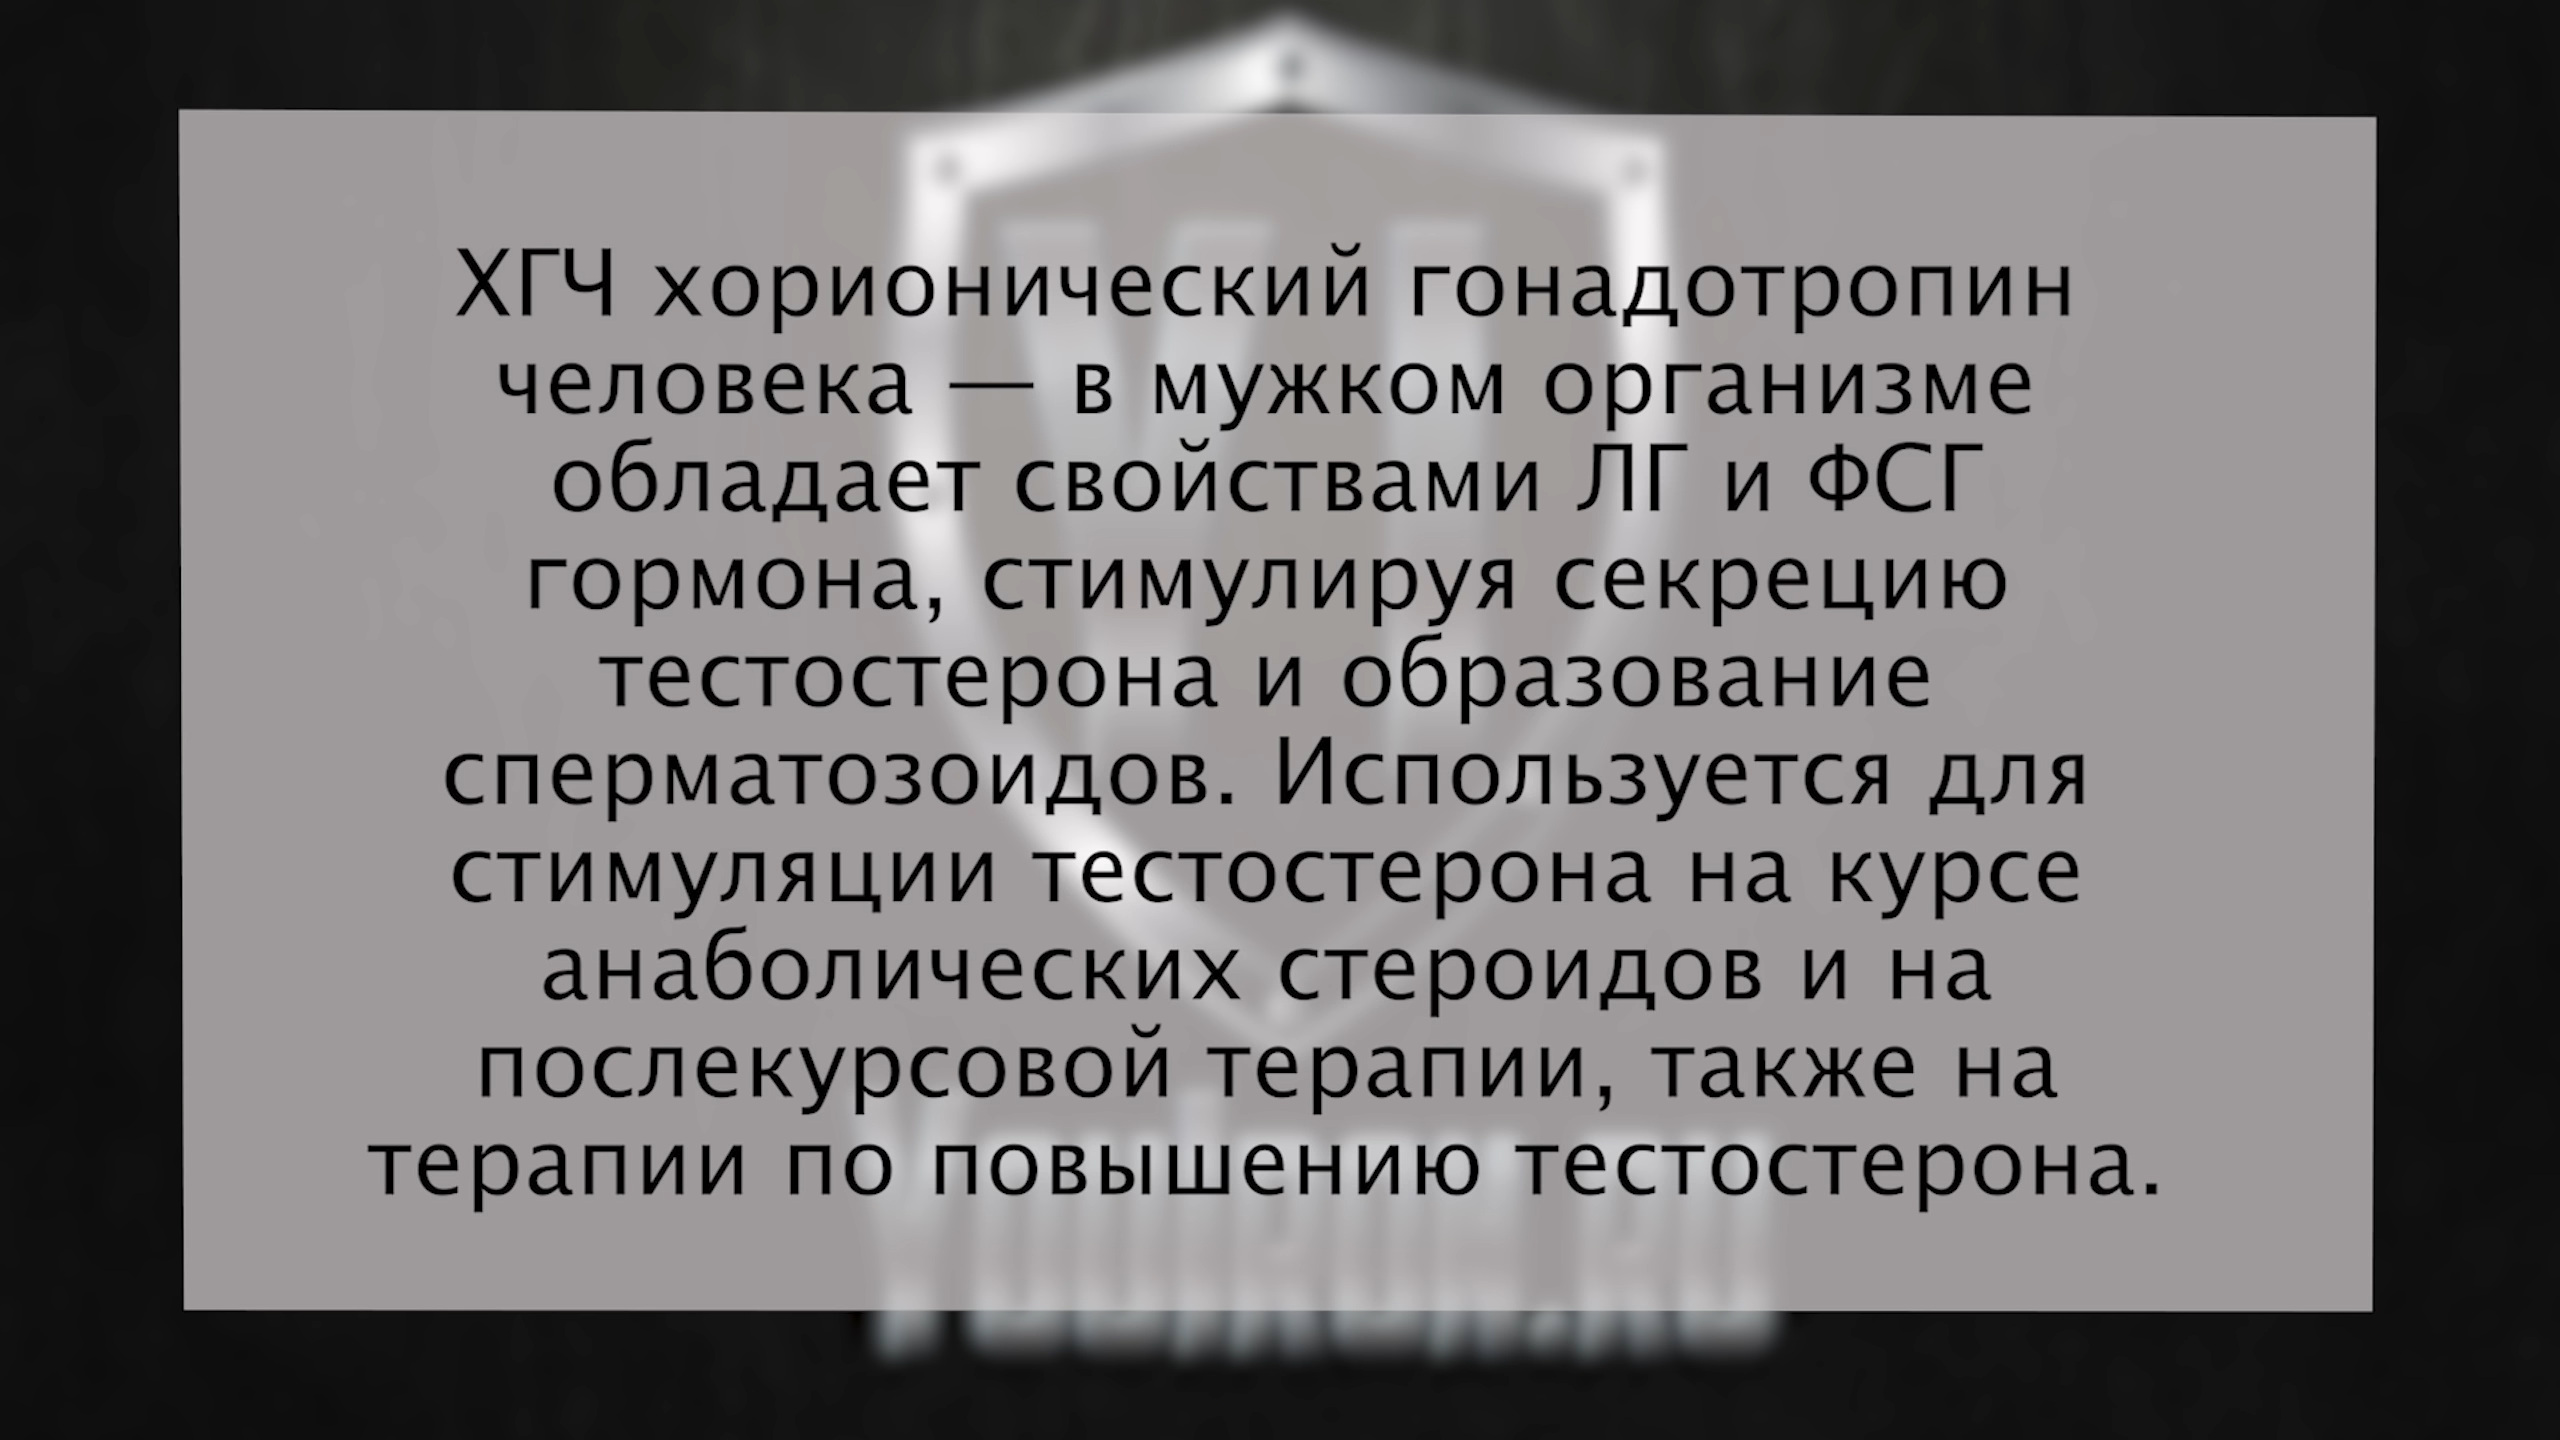 ХГЧ хорионический гонадотропин
человека — в мужком организме
обладает свойствами ЛГ и ФСГ
гормона, стимулируя секрецию
тестостерона и образование
сперматозоидов. Используется для
стимуляции тестостерона на курсе
анаболических стероидов и на
послекурсовой терапии, также на
терапии по повышению тестостерона.